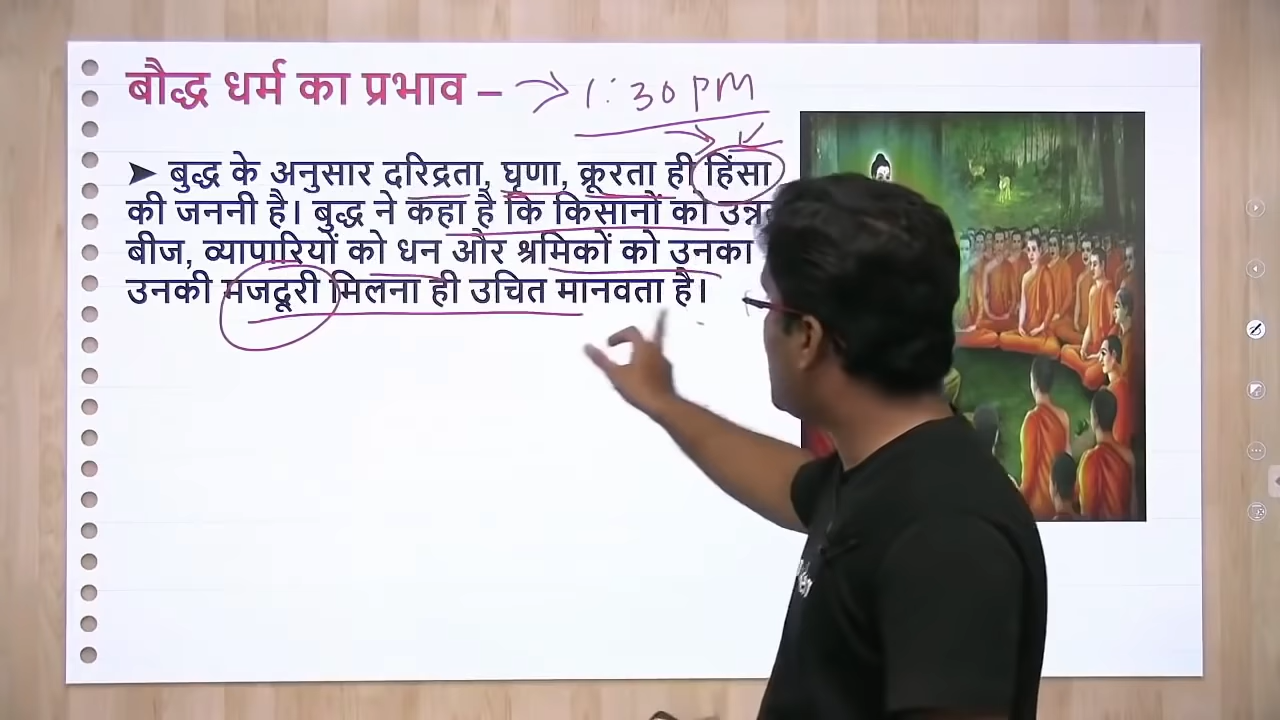 बौद्ध धर्म का प्रभाव – → 1:30 PM
➤ बुद्ध के अनुसार दरिद्रता, घृणा, क्रूरता ही हिंसा
की जननी है। बुद्ध ने कहा है कि किसानों को
बीज, व्यापारियों को धन और श्रमिकों को उनका
उनकी मजदूरी मिलना ही उचित मानवता है।